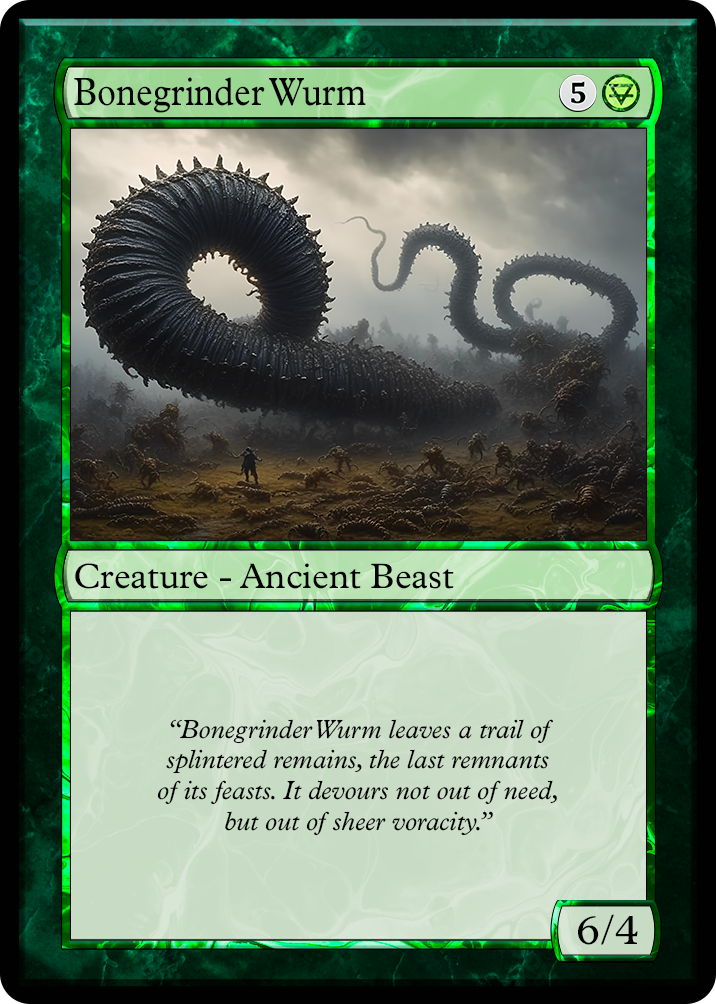 Bonegrinder Wurm
5
Creature - Ancient Beast
“Bonegrinder Wurm leaves a trail of
splintered remains, the last remnants
of its feasts. It devours not out of need,
but out of sheer voracity.”
6/4